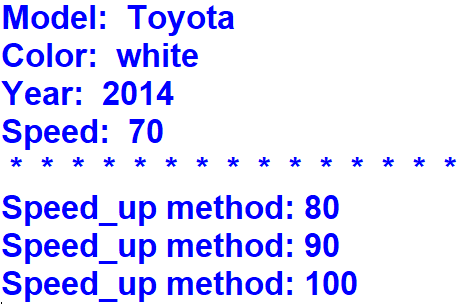 Model:  Toyota
Color:  white
Year:  2014
Speed:  70
 *  *  *  *  *  *  *  *  *  *  *  *  *  *  *
Speed_up method: 80
Speed_up method: 90
Speed_up method: 100